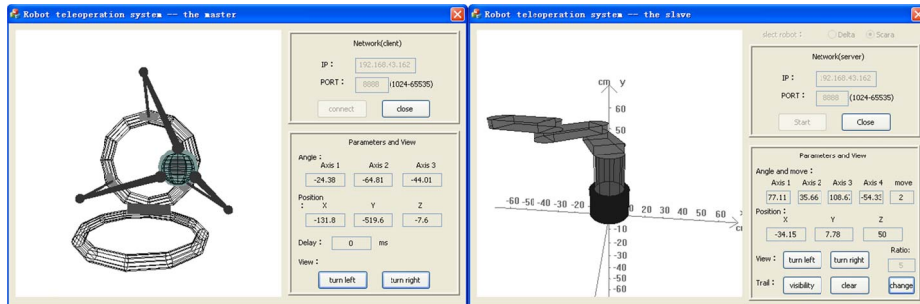 Robot teleoperation system -- the master
Network(client)
IP : 192.168.43.162
PORT : 8888 (1024-65535)
connect close
Parameters and View
Angle :
Axis 1 Axis 2 Axis 3
-24.38 -64.81 -44.01
Position :
X Y Z
-131.8 -519.6 -7.6
Delay : 0 ms
View :
turn left turn right
Robot teleoperation system -- the slave
slect robot : Delta Scara
Network(server)
IP : 192.168.43.162
PORT : 8888 (1024-65535)
Start Close
cm y
60
50
-60 -50 -40 -30 -20 10 20 30 40 50 60
cm
-10
-20
-30
-40
-50
-60
Parameters and View
Angle and move :
Axis 1 Axis 2 Axis 3 Axis 4 move
77.11 35.66 108.67 -54.33 2
Position :
X Y Z
-34.15 7.78 50
Ratio:
View : turn left turn right 5
Trail : visibility clear change